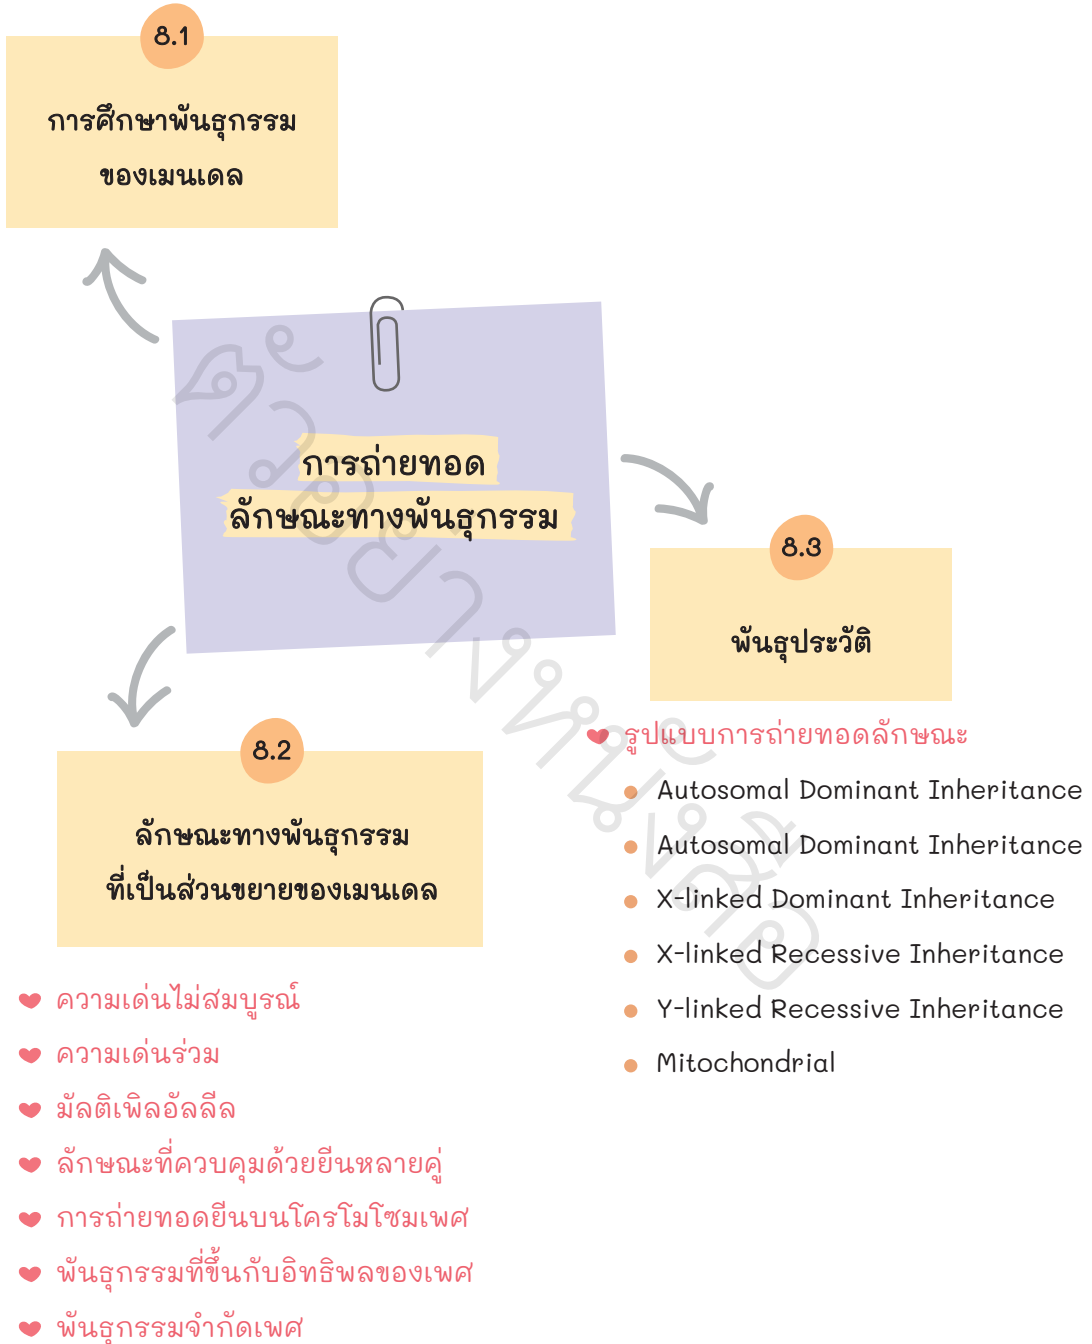 8.1
การศึกษาพันธุกรรม
ของเมนเดล
การถ่ายทอด
ลักษณะทางพันธุกรรม
8.3
พันธุประวัติ
รูปแบบการถ่ายทอดลักษณะ
Autosomal Dominant Inheritance
Autosomal Dominant Inheritance
X-linked Dominant Inheritance
X-linked Recessive Inheritance
Y-linked Recessive Inheritance
Mitochondrial
8.2
ลักษณะทางพันธุกรรม
ที่เป็นส่วนขยายของเมนเดล
ความเด่นไม่สมบูรณ์
ความเด่นร่วม
มัลติเพิลอัลลีล
ลักษณะที่ควบคุมด้วยยีนหลายคู่
การถ่ายทอดยีนบนโครโมโซมเพศ
พันธุกรรมที่ขึ้นกับอิทธิพลของเพศ
พันธุกรรมจำกัดเพศ
ตัวอย่างหนังสือ